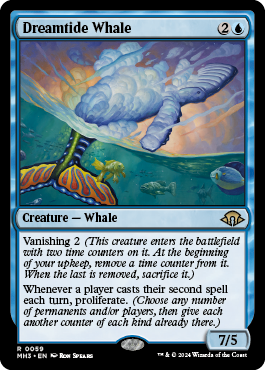 Dreamtide Whale 2
Creature — Whale
Vanishing 2 (This creature enters the battlefield
with two time counters on it. At the beginning
of your upkeep, remove a time counter from it.
When the last is removed, sacrifice it.)
Whenever a player casts their second spell
each turn, proliferate. (Choose any number
of permanents and/or players, then give each
another counter of each kind already there.)
7/5
R 0059
MH3 • EN Ron Spears
™ & © 2024 Wizards of the Coast